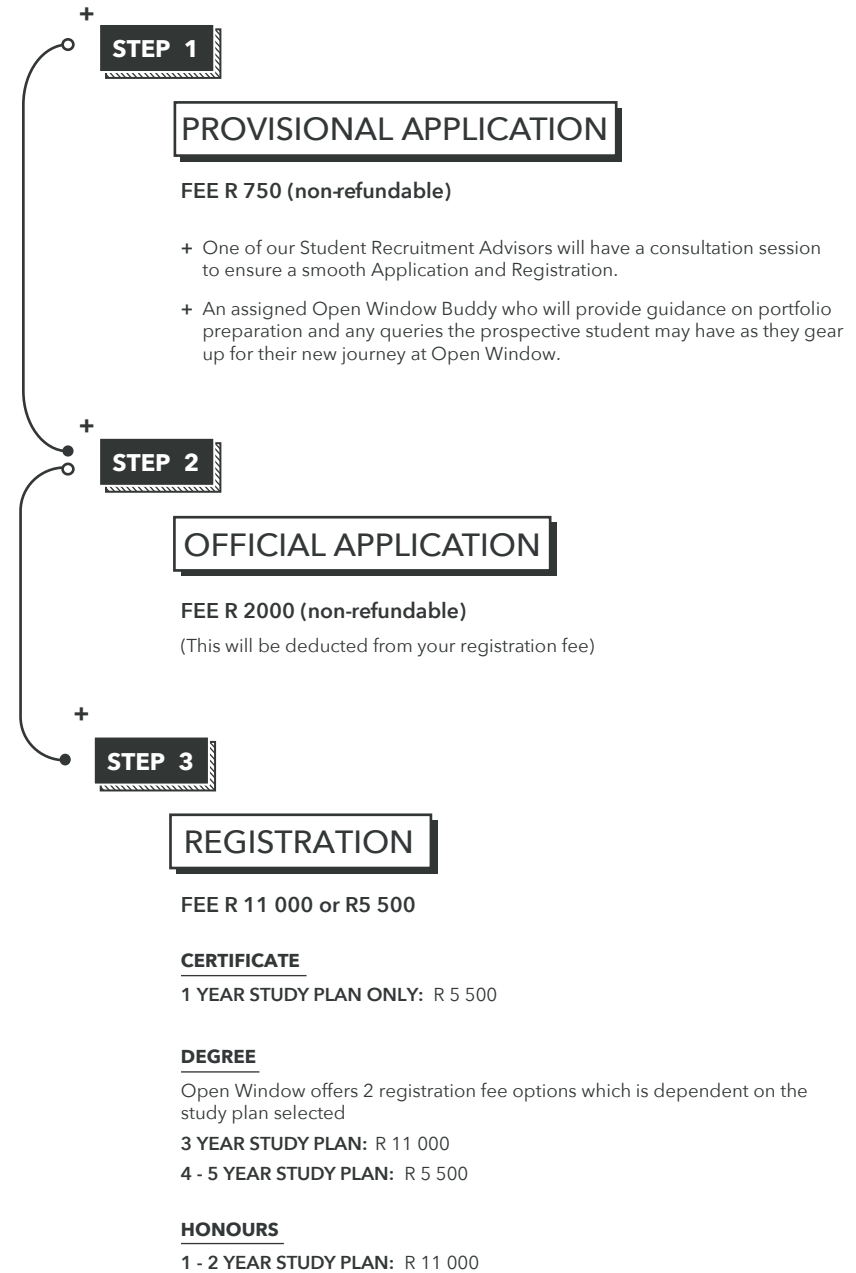 +
STEP 1
PROVISIONAL APPLICATION
FEE R 750 (non-refundable)
+ One of our Student Recruitment Advisors will have a consultation session
to ensure a smooth Application and Registration.
+ An assigned Open Window Buddy who will provide guidance on portfolio
preparation and any queries the prospective student may have as they gear
up for their new journey at Open Window.
+
STEP 2
OFFICIAL APPLICATION
FEE R 2000 (non-refundable)
(This will be deducted from your registration fee)
+
STEP 3
REGISTRATION
FEE R 11 000 or R5 500
CERTIFICATE
1 YEAR STUDY PLAN ONLY: R 5 500
DEGREE
Open Window offers 2 registration fee options which is dependent on the
study plan selected
3 YEAR STUDY PLAN: R 11 000
4 - 5 YEAR STUDY PLAN: R 5 500
HONOURS
1 - 2 YEAR STUDY PLAN: R 11 000